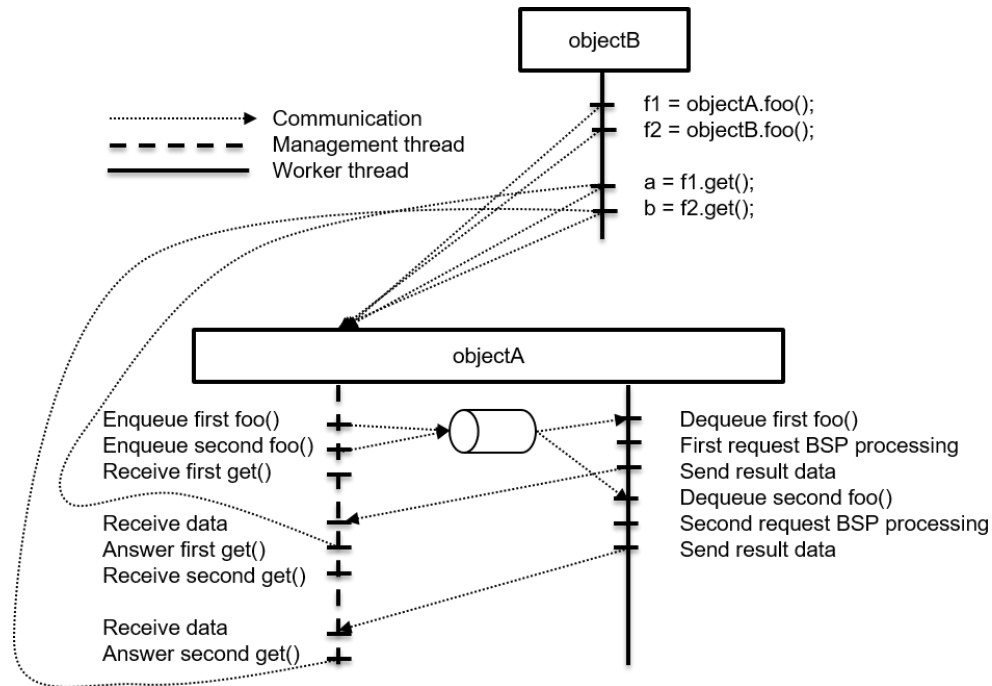 objectB
f1 = objectA.foo();
f2 = objectB.foo();
a = f1.get();
b = f2.get();
Communication
Management thread
Worker thread
objectA
Enqueue first foo()
Enqueue second foo()
Receive first get()
Receive data
Answer first get()
Receive second get()
Receive data
Answer second get()
Dequeue first foo()
First request BSP processing
Send result data
Dequeue second foo()
Second request BSP processing
Send result data